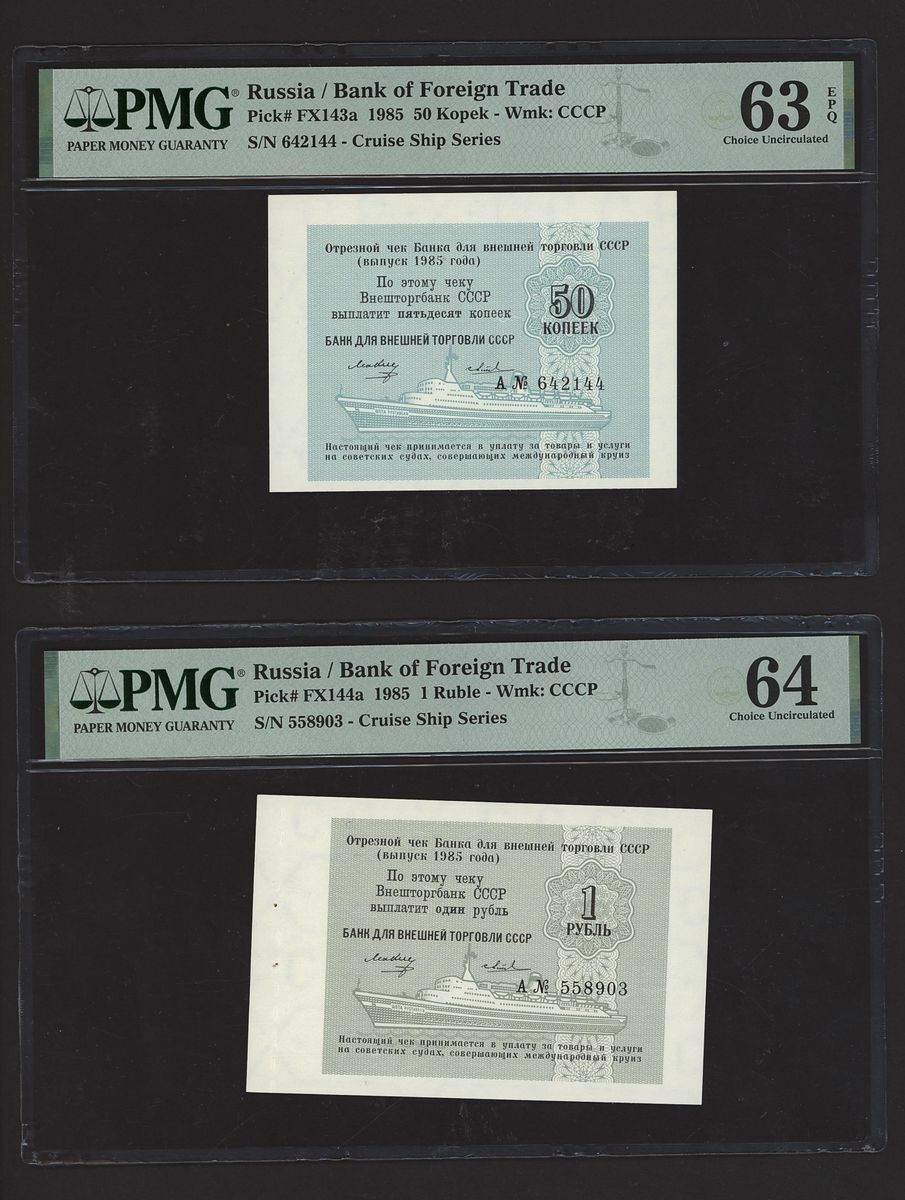 PMG®
PAPER MONEY GUARANTY
Russia / Bank of Foreign Trade
Pick# FX143a 1985 50 Kopek - Wmk: CCCP
S/N 642144 - Cruise Ship Series
63 EPQ
Choice Uncirculated
Отрезной чек Банка для внешней торговли СССР
(выпуск 1985 года)
По этому чеку
Внешторгбанк СССР
выплатит пятьдесят копеек
50
КОПЕЕК
БАНК ДЛЯ ВНЕШНЕЙ ТОРГОВЛИ СССР
А № 642144
ШОТА РУСТАВЕЛИ
Настоящий чек принимается в уплату за товары и услуги
на советских судах, совершающих международный круиз
PMG®
PAPER MONEY GUARANTY
Russia / Bank of Foreign Trade
Pick# FX144a 1985 1 Ruble - Wmk: CCCP
S/N 558903 - Cruise Ship Series
64
Choice Uncirculated
Отрезной чек Банка для внешней торговли СССР
(выпуск 1985 года)
По этому чеку
Внешторгбанк СССР
выплатит один рубль
1
РУБЛЬ
БАНК ДЛЯ ВНЕШНЕЙ ТОРГОВЛИ СССР
А № 558903
ШОТА РУСТАВЕЛИ
Настоящий чек принимается в уплату за товары и услуги
на советских судах, совершающих международный круиз